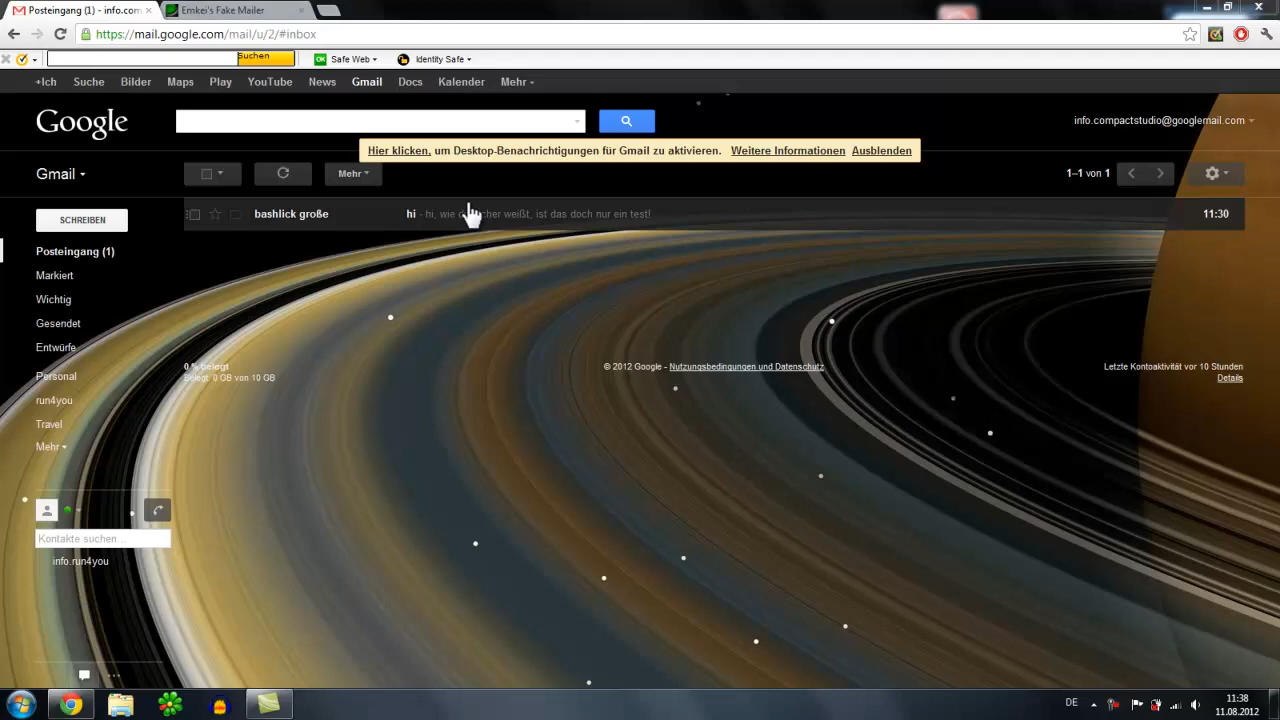 Posteingang (1) - info.com
Emkei's Fake Mailer
https://mail.google.com/mail/u/2/#inbox
Suchen
OK Safe Web
Identity Safe
+Ich Suche Bilder Maps Play YouTube News Gmail Docs Kalender Mehr
Google
info.compactstudio@googlemail.com
Hier klicken, um Desktop-Benachrichtigungen für Gmail zu aktivieren. Weitere Informationen Ausblenden
Gmail
Mehr
1–1 von 1
SCHREIBEN
bashlick große hi - hi, wie weißt, ist das doch nur ein test! 11:30
Posteingang (1)
Markiert
Wichtig
Gesendet
Entwürfe
Personal
run4you
Travel
Mehr
0 % belegt
Belegt: 0 GB von 10 GB
© 2012 Google - Nutzungsbedingungen und Datenschutz
Letzte Kontoaktivität vor 10 Stunden
Details
Kontakte suchen...
info.run4you
DE
11:38
11.08.2012